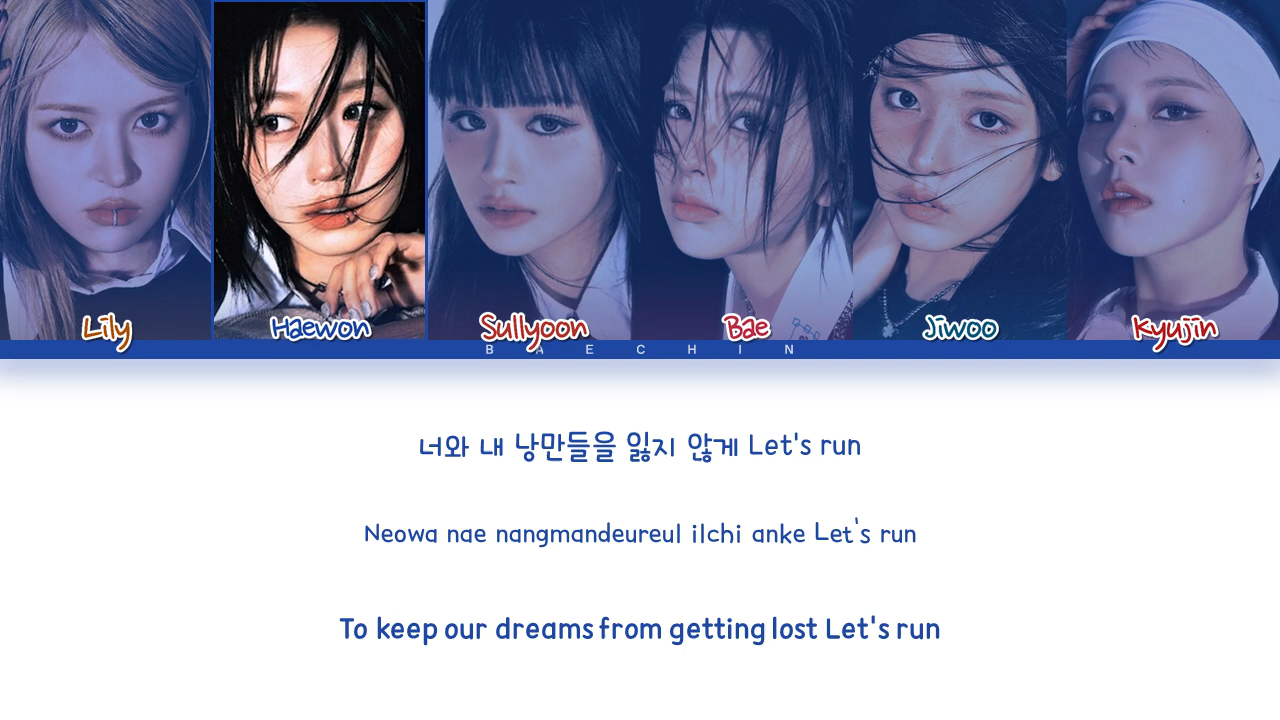 Lily Haewon Sullyoon Bae Jiwoo Kyujin
BAECHIN
너와 내 낭만들을 잃지 않게 Let's run
Neowa nae nangmandeureul ilchi anke Let's run
To keep our dreams from getting lost Let's run